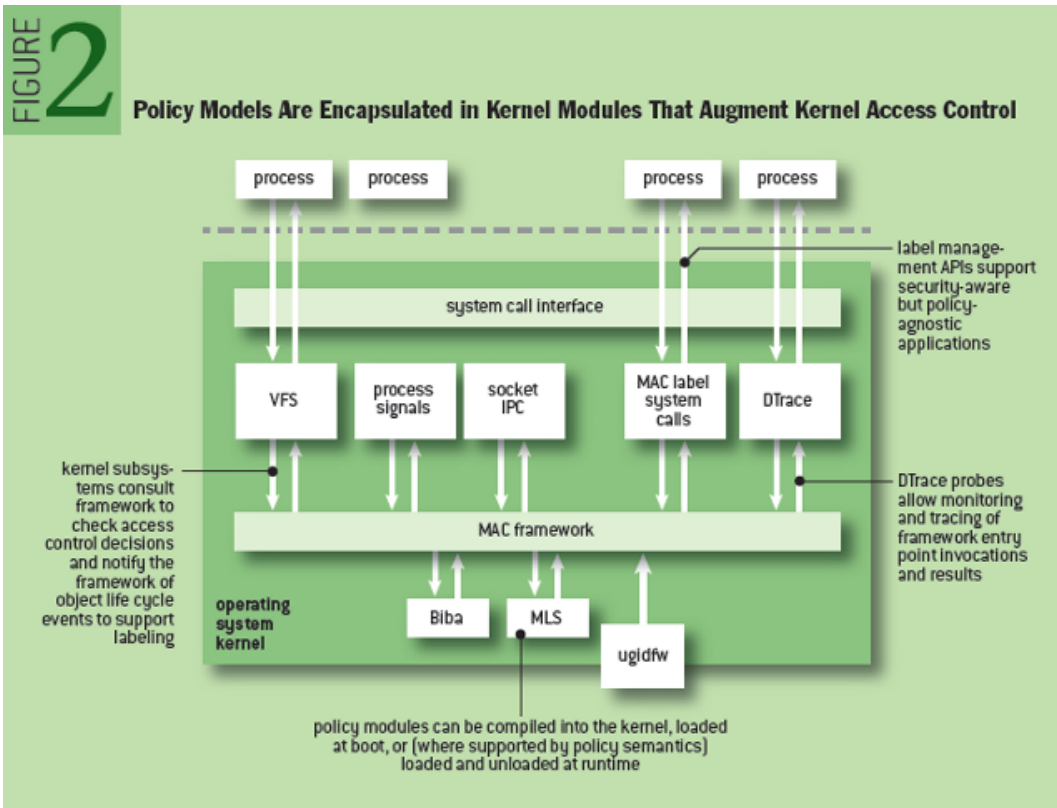 FIGURE
2
Policy Models Are Encapsulated in Kernel Modules That Augment Kernel Access Control
process
process
process
process
label manage-
ment APIs support
security-aware
but policy-
agnostic
applications
system call interface
VFS
process
signals
socket
IPC
MAC label
system
calls
DTrace
kernel subsys-
tems consult
framework to
check access
control decisions
and notify the
framework of
object life cycle
events to support
labeling
DTrace probes
allow monitoring
and tracing of
framework entry
point invocations
and results
MAC framework
operating
system
kernel
Biba
MLS
ugidfw
policy modules can be compiled into the kernel, loaded
at boot, or (where supported by policy semantics)
loaded and unloaded at runtime